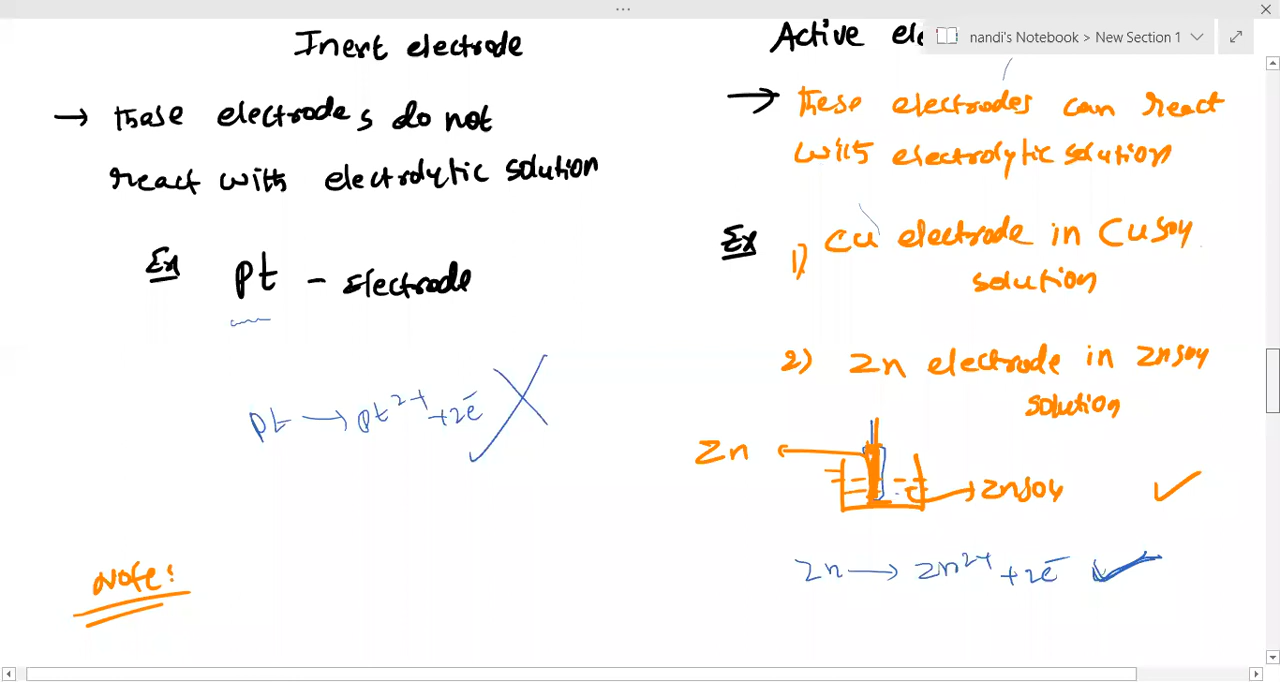 ...
nandi's Notebook > New Section 1
Inert electrode
→ these electrodes do not
react with electrolytic solution
Ex
pt - Electrode
pt → pt²⁺ + 2e⁻
Note:
Active ele
→ these electrodes can react
with electrolytic solution
Ex 1) Cu electrode in CuSO4
solution
2) Zn electrode in ZnSO4
solution
Zn
ZnSO4
Zn → Zn²⁺ + 2e⁻